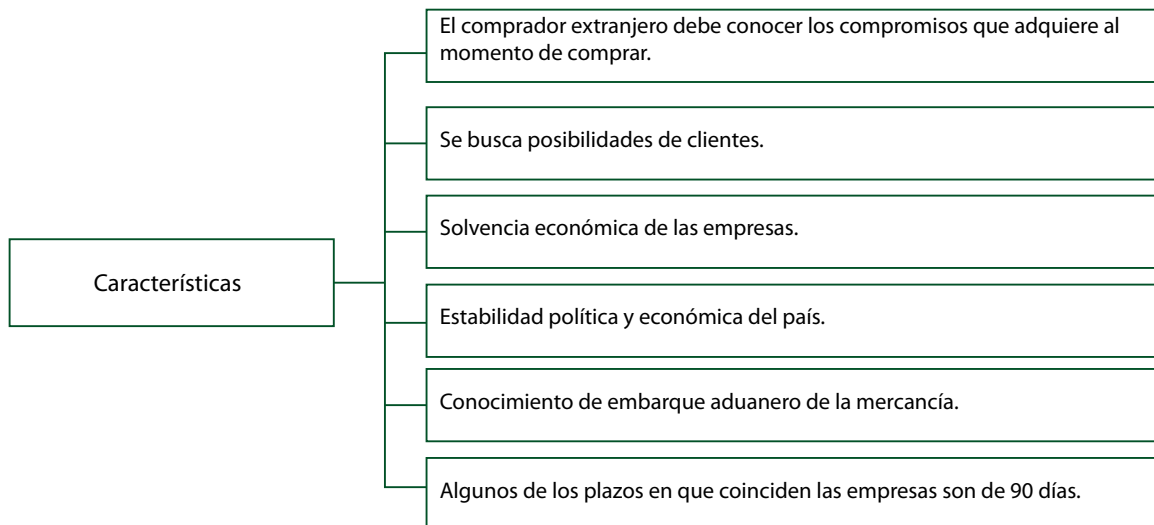 El comprador extranjero debe conocer los compromisos que adquiere al
momento de comprar.
Se busca posibilidades de clientes.
Solvencia económica de las empresas.
Características
Estabilidad política y económica del país.
Conocimiento de embarque aduanero de la mercancía.
Algunos de los plazos en que coinciden las empresas son de 90 días.